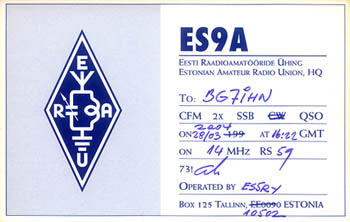 E
R A
Ü
ES9A
EESTI RAADIOAMATÖÖRIDE ÜHING
ESTONIAN AMATEUR RADIO UNION, HQ
TO: BG7IHN
CFM 2X SSB CW QSO
2004
ON 28/03 199 AT 16:22 GMT
ON 14 MHZ RS 59
73!
OPERATED BY ES5RY
BOX 125 TALLINN, EE0090 ESTONIA
10502